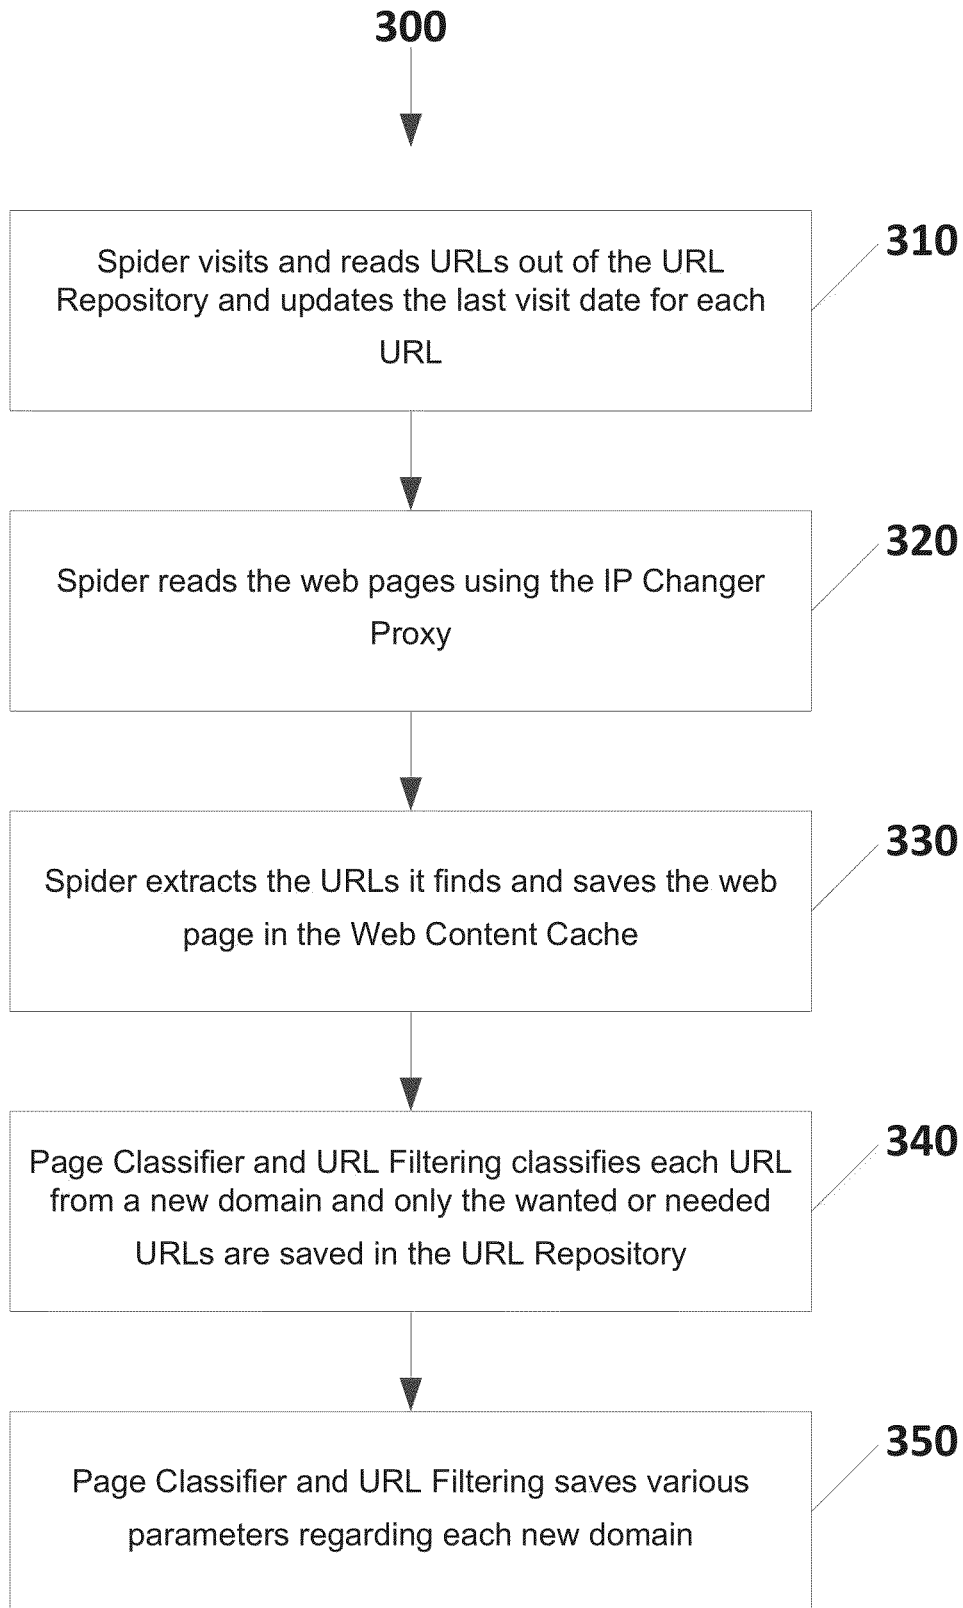 300
Spider visits and reads URLs out of the URL
Repository and updates the last visit date for each
URL
310
Spider reads the web pages using the IP Changer
Proxy
320
Spider extracts the URLs it finds and saves the web
page in the Web Content Cache
330
Page Classifier and URL Filtering classifies each URL
from a new domain and only the wanted or needed
URLs are saved in the URL Repository
340
Page Classifier and URL Filtering saves various
parameters regarding each new domain
350